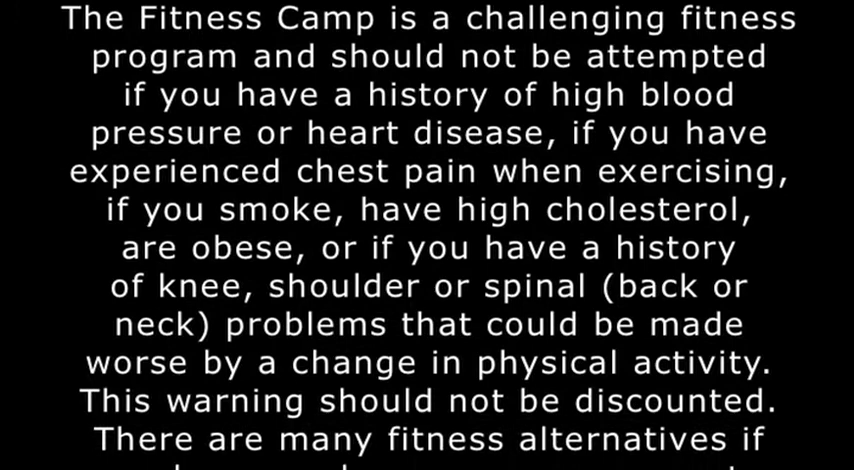 The Fitness Camp is a challenging fitness
program and should not be attempted
if you have a history of high blood
pressure or heart disease, if you have
experienced chest pain when exercising,
if you smoke, have high cholesterol,
are obese, or if you have a history
of knee, shoulder or spinal (back or
neck) problems that could be made
worse by a change in physical activity.
This warning should not be discounted.
There are many fitness alternatives if